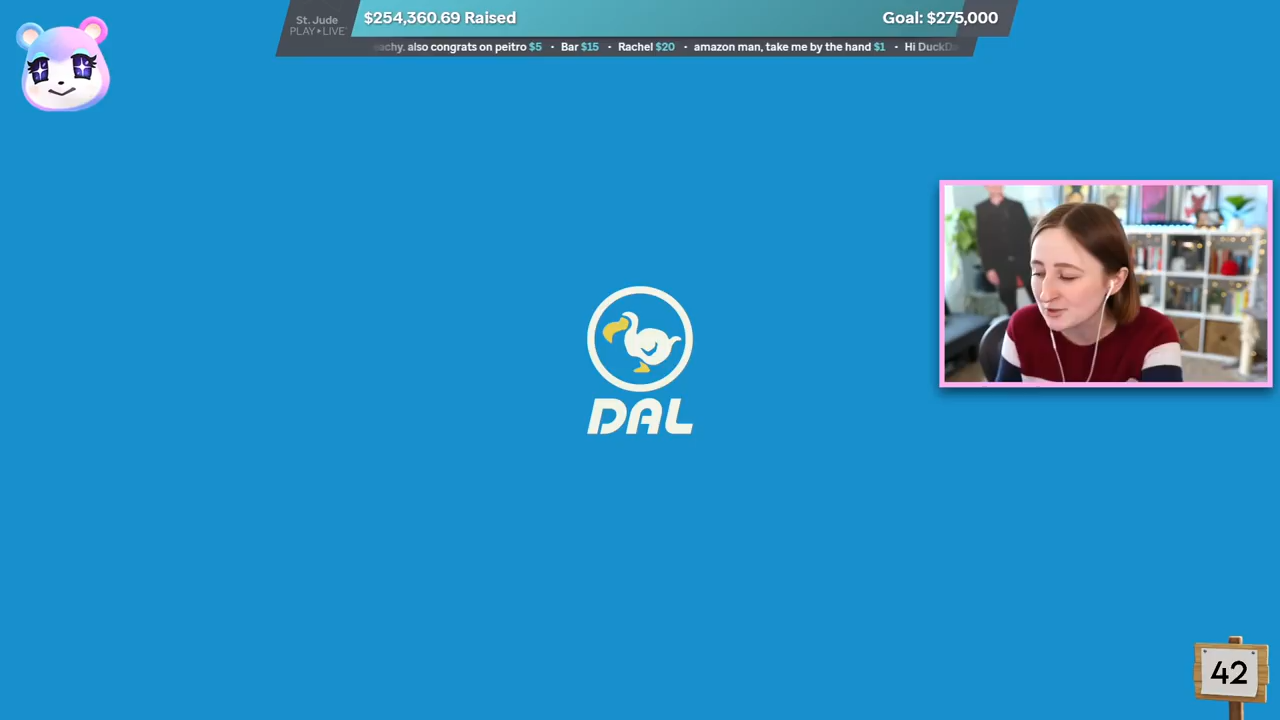 St. Jude
PLAY LIVE
$254,360.69 Raised
Goal: $275,000
also congrats on peitro $5 · Bar $15 · Rachel $20 · amazon man, take me by the hand $1 · Hi
DAL
42